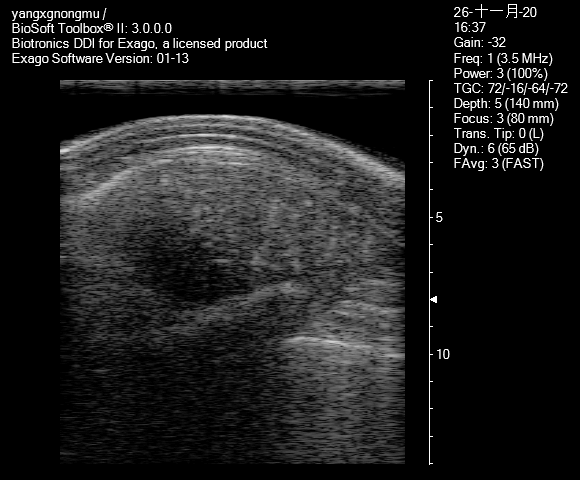 yangxgnongmu /
BioSoft Toolbox® II: 3.0.0.0
Biotronics DDI for Exago, a licensed product
Exago Software Version: 01-13
26-十一月-20
16:37
Gain: -32
Freq: 1 (3.5 MHz)
Power: 3 (100%)
TGC: 72/-16/-64/-72
Depth: 5 (140 mm)
Focus: 3 (80 mm)
Trans. Tip: 0 (L)
Dyn.: 6 (65 dB)
FAvg: 3 (FAST)
5
10